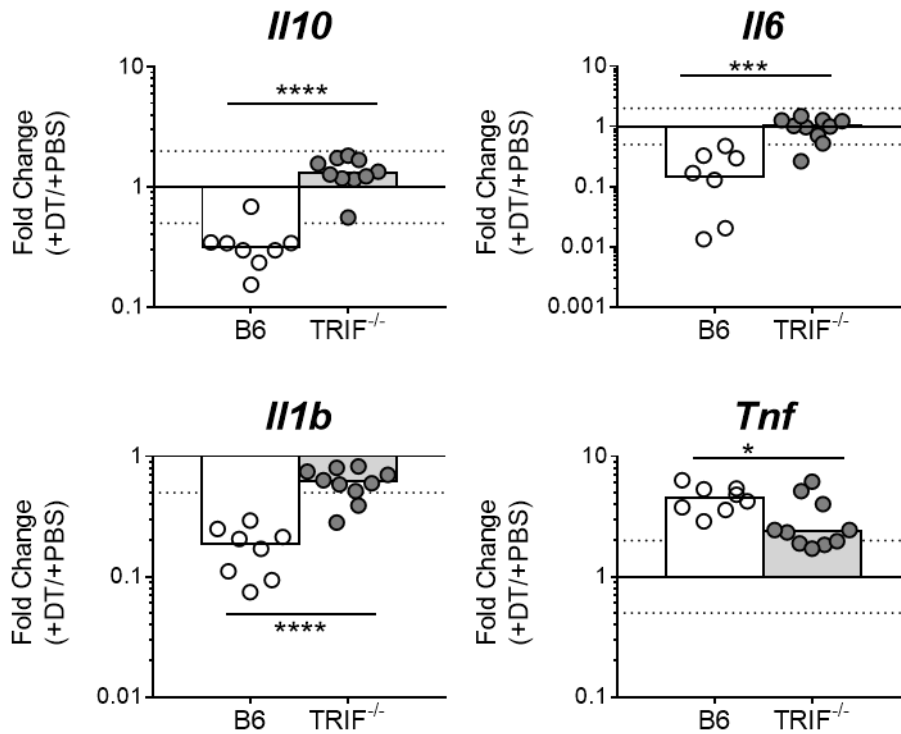 Il10
Fold Change
(+DT/+PBS)
10
1
0.1
****
B6
TRIF-/-
Il6
Fold Change
(+DT/+PBS)
10
1
0.1
0.01
0.001
***
B6
TRIF-/-
Il1b
Fold Change
(+DT/+PBS)
1
0.1
0.01
****
B6
TRIF-/-
Tnf
Fold Change
(+DT/+PBS)
10
1
0.1
*
B6
TRIF-/-